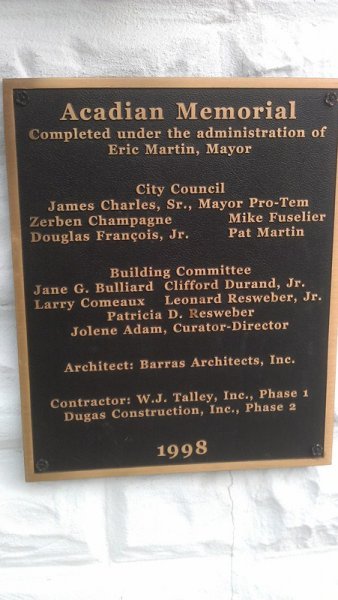 Acadian Memorial
Completed under the administration of
Eric Martin, Mayor
City Council
James Charles, Sr., Mayor Pro-Tem
Zerben Champagne Mike Fuselier
Douglas François, Jr. Pat Martin
Building Committee
Jane G. Bulliard Clifford Durand, Jr.
Larry Comeaux Leonard Resweber, Jr.
Patricia D. Resweber
Jolene Adam, Curator-Director
Architect: Barras Architects, Inc.
Contractor: W.J. Talley, Inc., Phase 1
Dugas Construction, Inc., Phase 2
1998